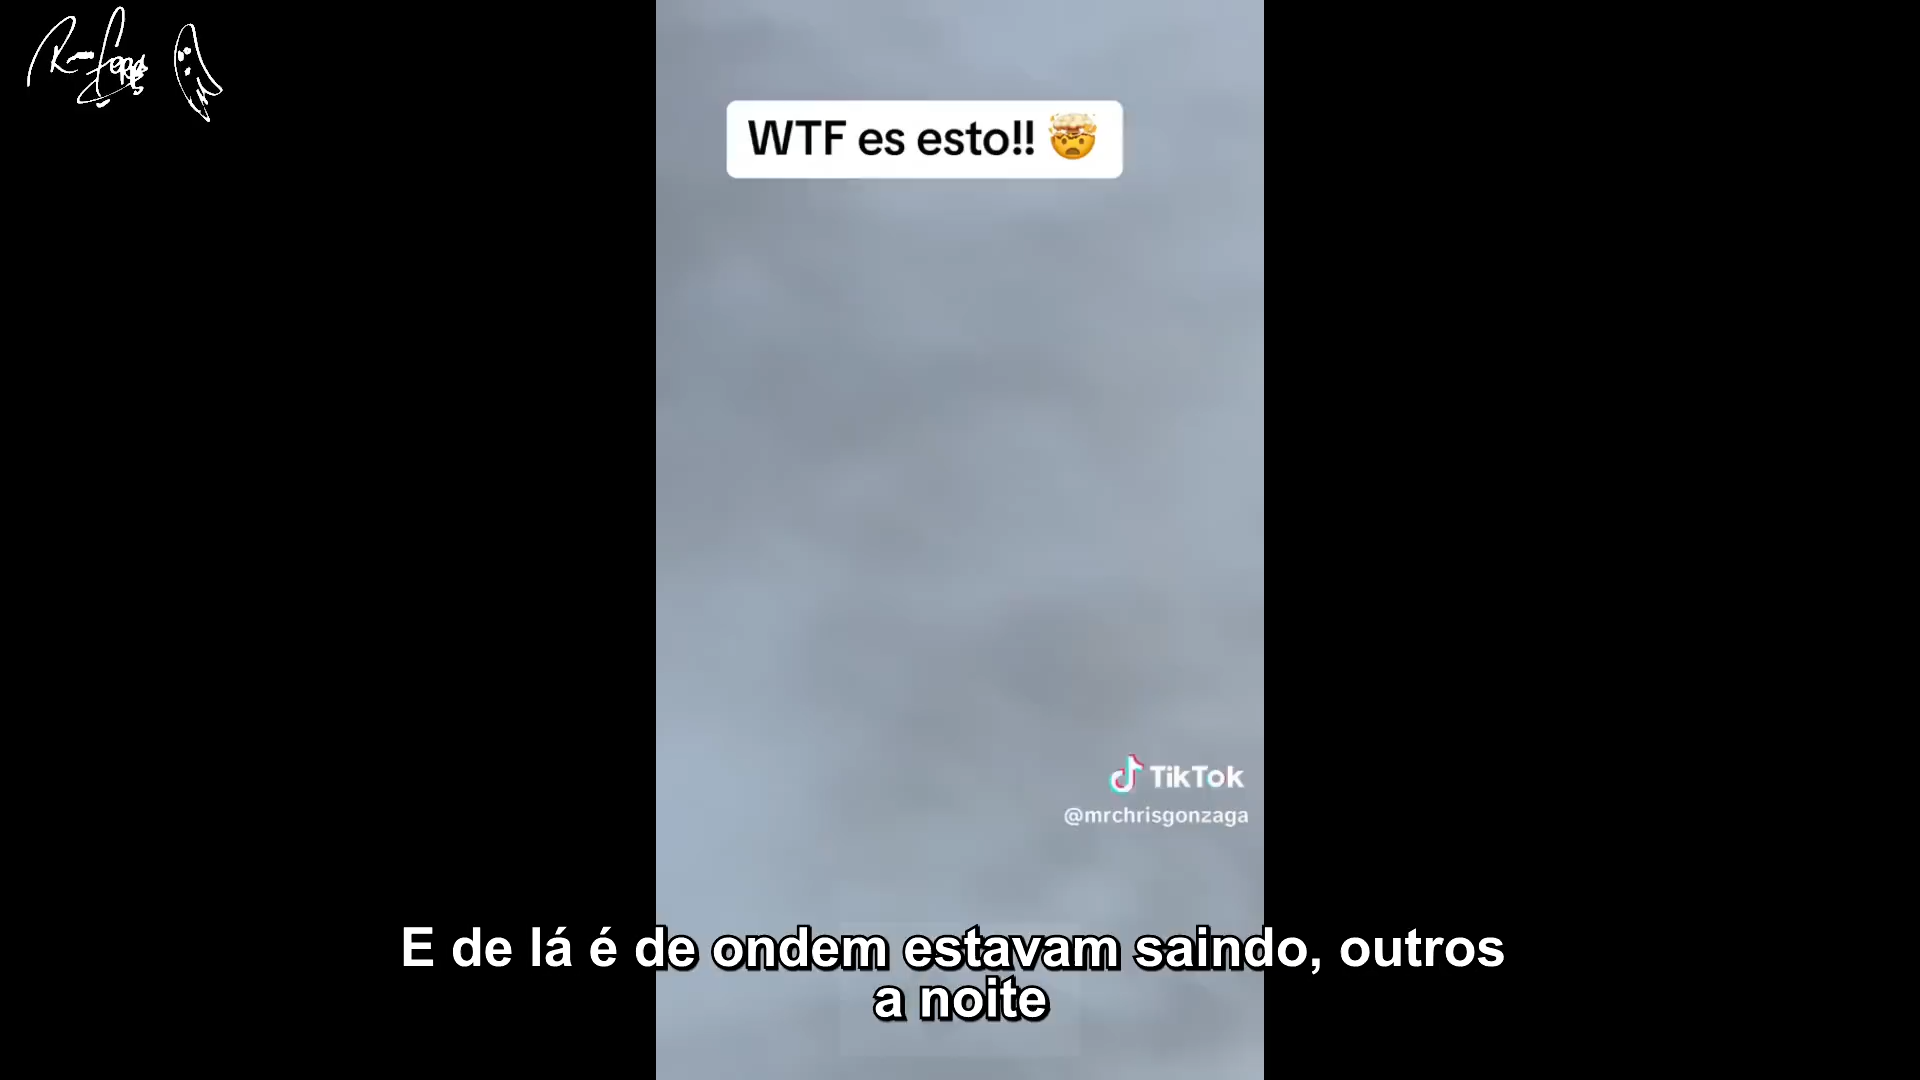 WTF es esto!! 🤯
TikTok
@mrchrisgonzaga
E de lá é de ondem estavam saindo, outros
a noite